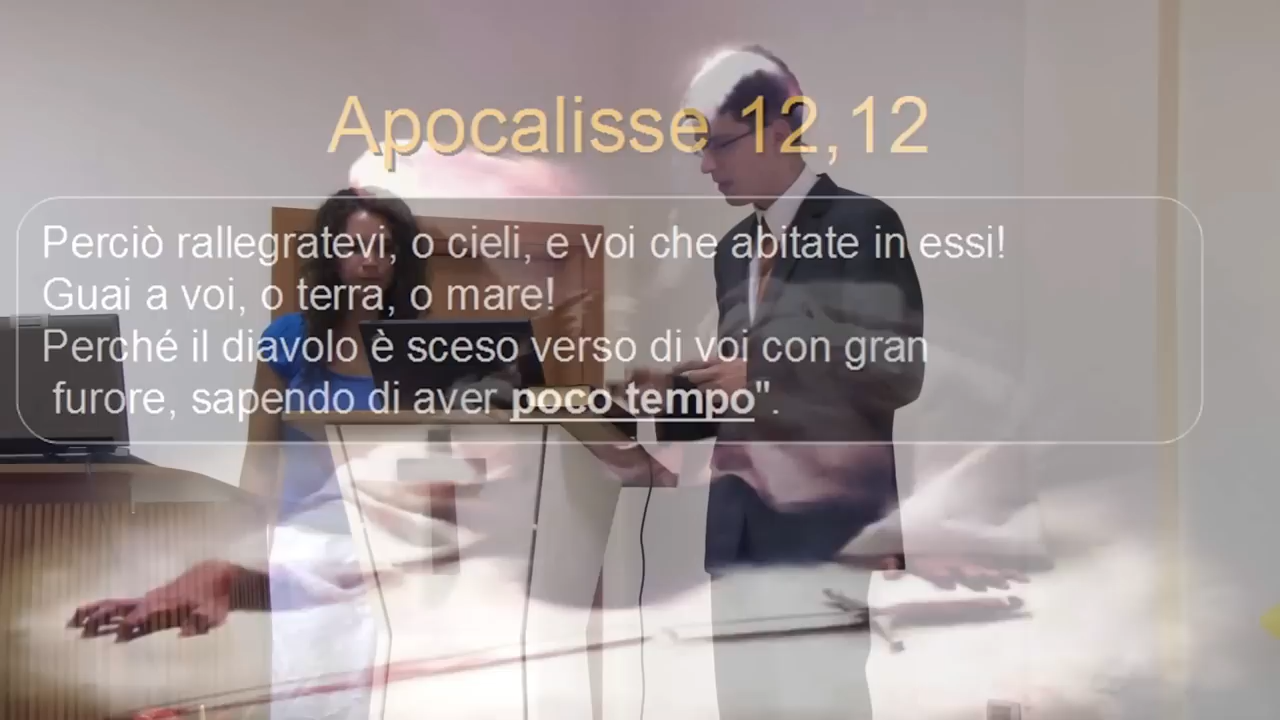 Apocalisse 12,12
Perciò rallegratevi, o cieli, e voi che abitate in essi!
Guai a voi, o terra, o mare!
Perché il diavolo è sceso verso di voi con gran
furore, sapendo di aver poco tempo".